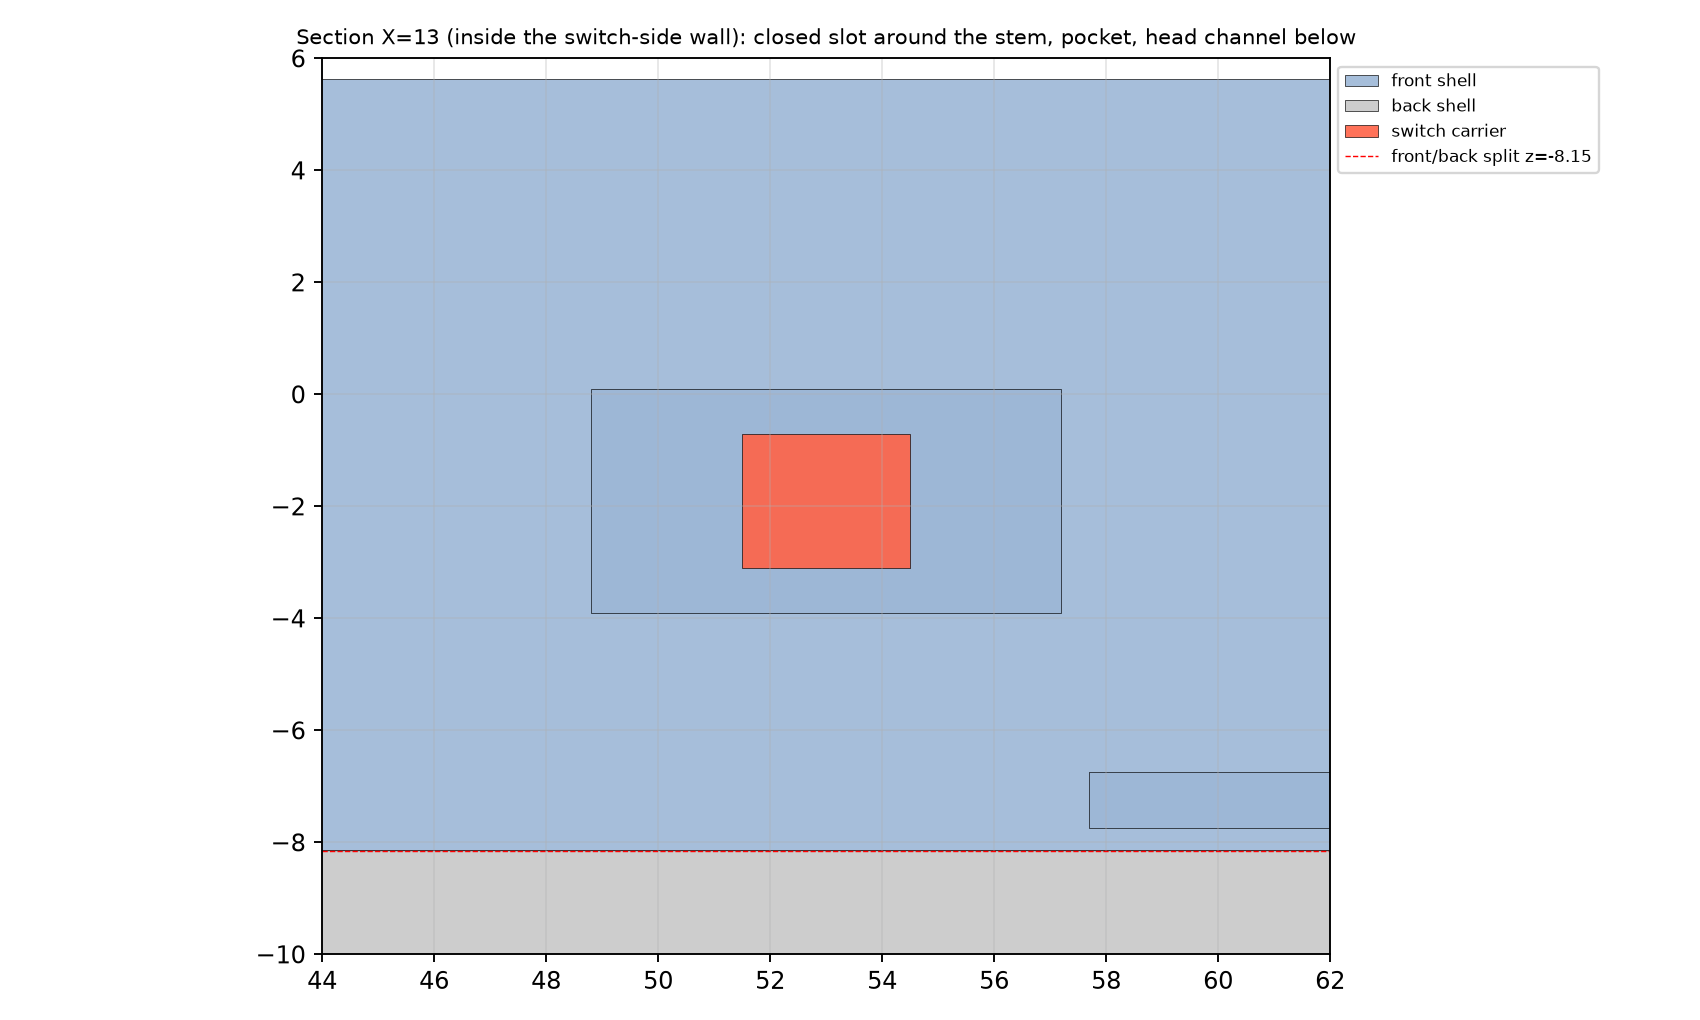 Section X=13 (inside the switch-side wall): closed slot around the stem, pocket, head channel below
6
4
2
0
−2
−4
−6
−8
−10
44 46 48 50 52 54 56 58 60 62
front shell
back shell
switch carrier
front/back split z=-8.15